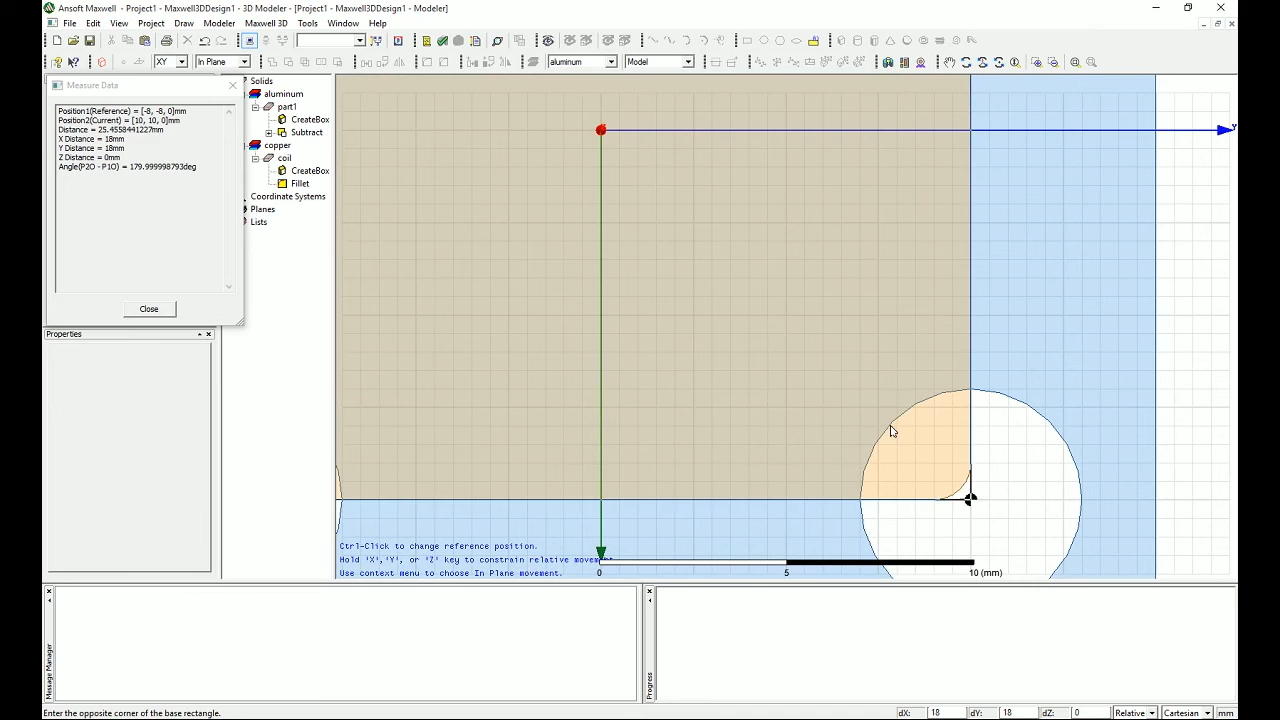 Ansoft Maxwell - Project1 - Maxwell3DDesign1 - 3D Modeler - [Project1 - Maxwell3DDesign1 - Modeler]
File Edit View Project Draw Modeler Maxwell 3D Tools Window Help
XY In Plane aluminum Model
Measure Data
Position1(Reference) = [-8, -8, 0]mm
Position2(Current) = [10, 10, 0]mm
Distance = 25.4558441227mm
X Distance = 18mm
Y Distance = 18mm
Z Distance = 0mm
Angle(P2O - P1O) = 179.999998793deg
Close
Solids
aluminum
part1
CreateBox
Subtract
copper
coil
CreateBox
Fillet
Coordinate Systems
Planes
Lists
Properties
Y
Ctrl-Click to change reference position.
Hold 'X','Y', or 'Z' key to constrain relative movement.
Use context menu to choose In Plane movement.
0 5 10 (mm)
Message Manager
Progress
Enter the opposite corner of the base rectangle.
dX: 18 dY: 18 dZ: 0 Relative Cartesian mm